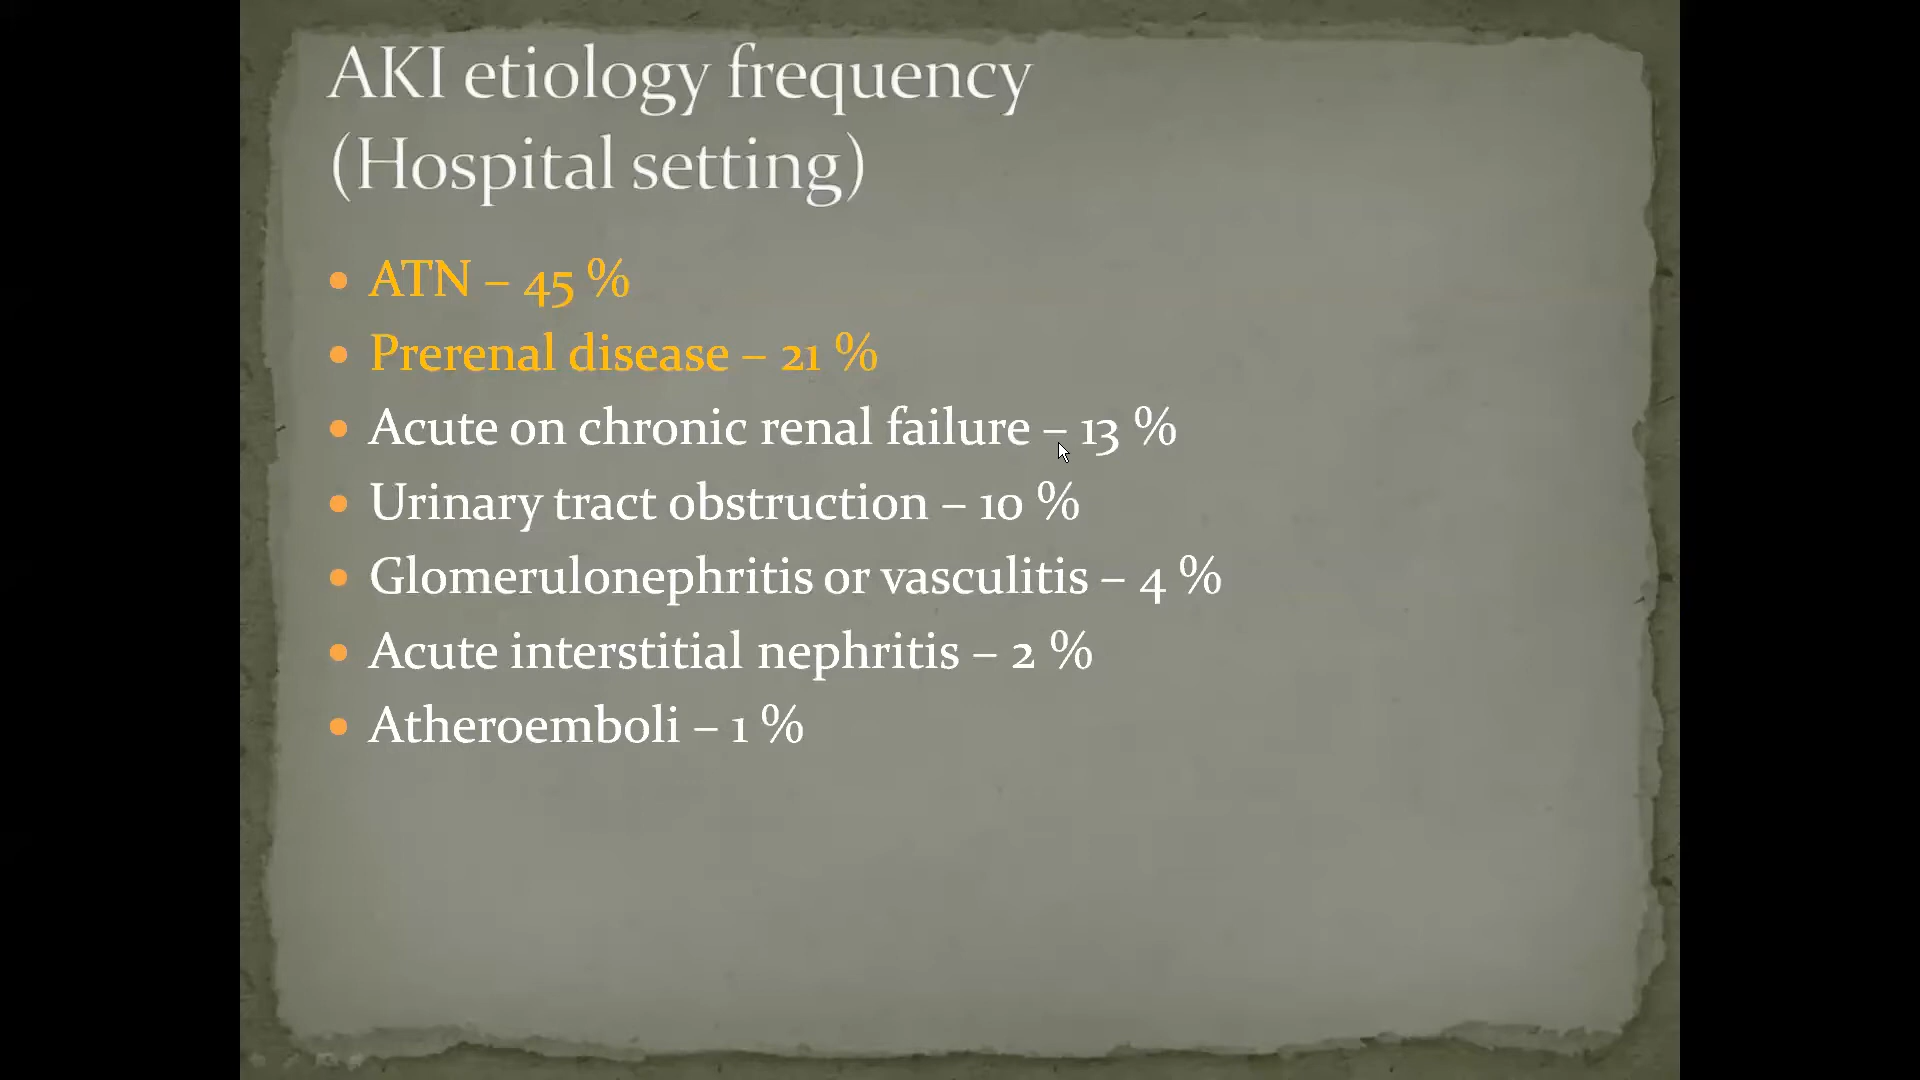 AKI etiology frequency
(Hospital setting)
• ATN – 45 %
• Prerenal disease – 21 %
• Acute on chronic renal failure – 13 %
• Urinary tract obstruction – 10 %
• Glomerulonephritis or vasculitis – 4 %
• Acute interstitial nephritis – 2 %
• Atheroemboli – 1 %